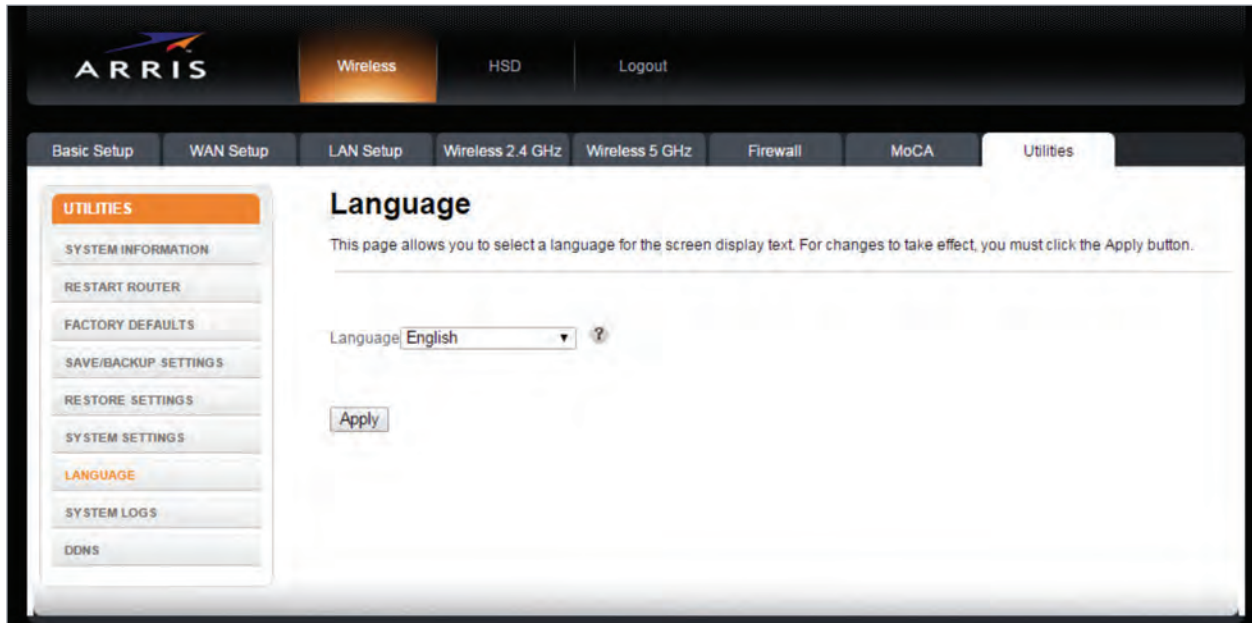 ARRIS
Wireless HSD Logout
Basic Setup WAN Setup LAN Setup Wireless 2.4 GHz Wireless 5 GHz Firewall MoCA Utilities
UTILITIES
SYSTEM INFORMATION
RESTART ROUTER
FACTORY DEFAULTS
SAVE/BACKUP SETTINGS
RESTORE SETTINGS
SYSTEM SETTINGS
LANGUAGE
SYSTEM LOGS
DDNS
Language
This page allows you to select a language for the screen display text. For changes to take effect, you must click the Apply button.
Language English ?
Apply